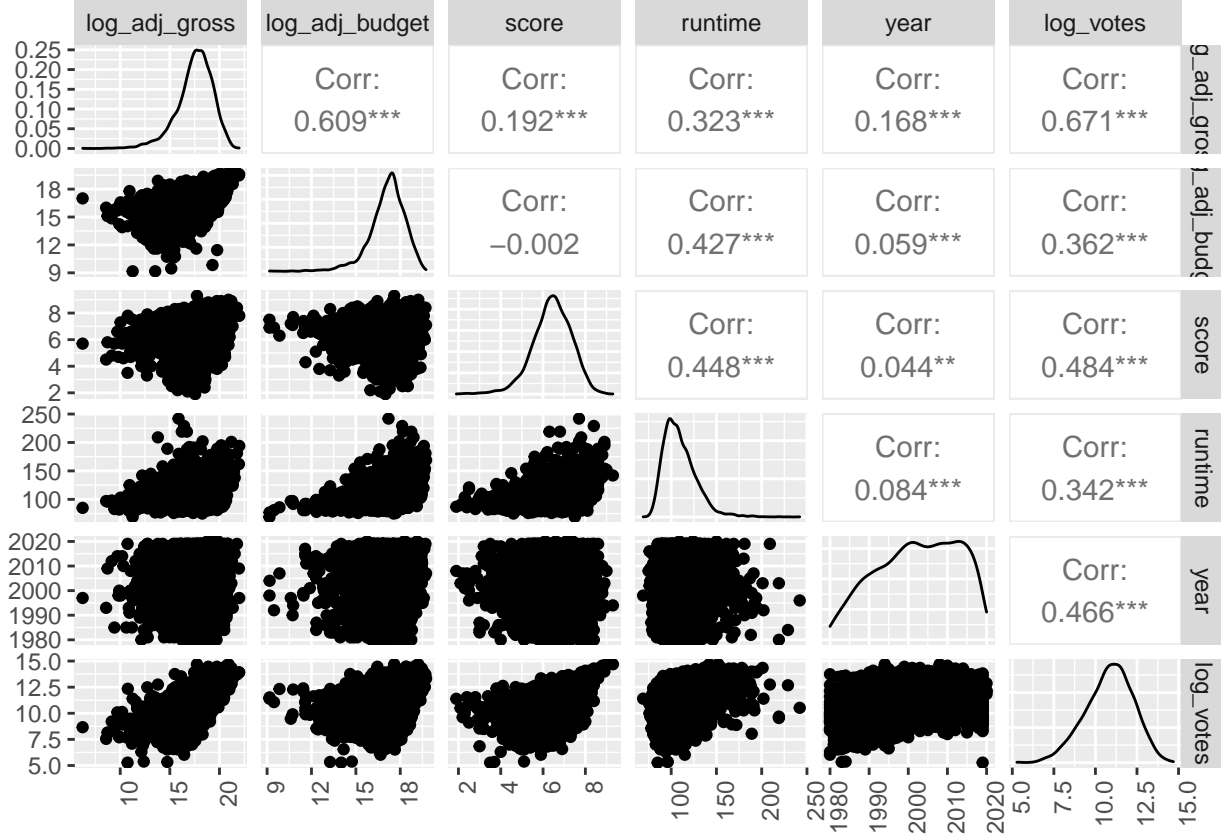 log_adj_gross log_adj_budget score runtime year log_votes
0.25
0.20
0.15
0.10
0.05
0.00
Corr:
0.609***
Corr:
0.192***
Corr:
0.323***
Corr:
0.168***
Corr:
0.671***
g_adj_gros
18
15
12
9
Corr:
−0.002
Corr:
0.427***
Corr:
0.059***
Corr:
0.362***
_adj_budg
8
6
4
2
Corr:
0.448***
Corr:
0.044**
Corr:
0.484***
score
250
200
150
100
Corr:
0.084***
Corr:
0.342***
runtime
2020
2010
2000
1990
1980
Corr:
0.466***
year
15.0
12.5
10.0
7.5
5.0
log_votes
10 15 20
9 12 15 18
2 4 6 8
100 150 200 250
1980 1990 2000 2010 2020
5.0 7.5 10.0 12.5 15.0